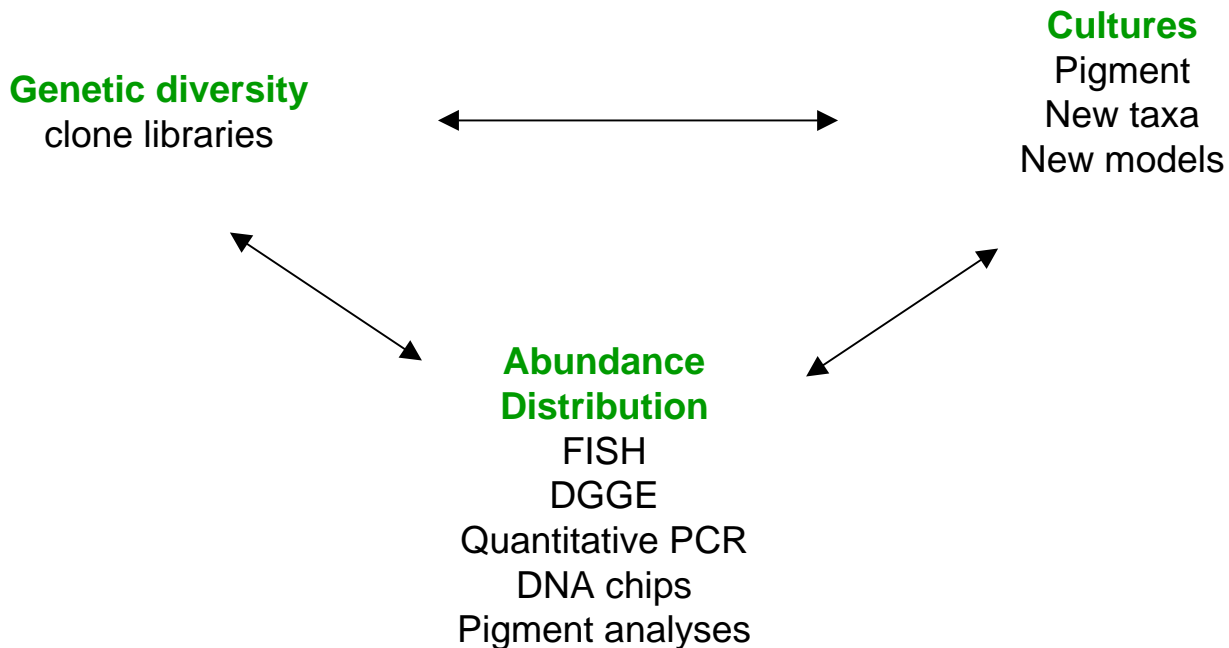 Genetic diversity
clone libraries
Cultures
Pigment
New taxa
New models
Abundance
Distribution
FISH
DGGE
Quantitative PCR
DNA chips
Pigment analyses